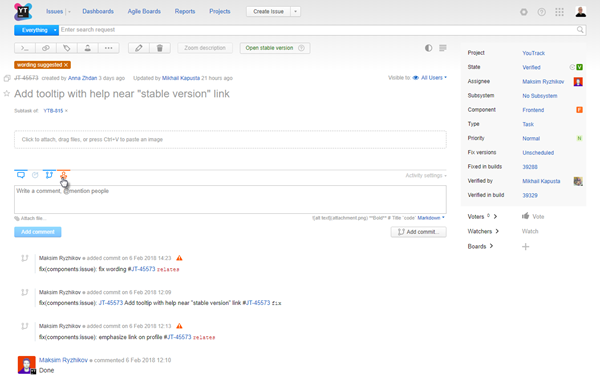 YT
Issues
Dashboards
Agile Boards
Reports
Projects
Create Issue
Everything
Enter search request
Zoom description
Open stable version
wording suggested
JT-45573 created by Anna Zhdan 3 days ago Updated by Mikhail Kapusta 21 hours ago
Visible to All Users
Add tooltip with help near "stable version" link
Subtask of: YTB-815
Click to attach, drag files, or press Ctrl+V to paste an image
Activity settings
Write a comment, @mention people
Attach file...
![alt text](attachment.png) **Bold** # Title `code` Markdown
Add comment
Add commit...
Maksim Ryzhikov added commit on 6 Feb 2018 14:23
fix(components.issue): fix wording #JT-45573 relates
Maksim Ryzhikov added commit on 6 Feb 2018 12:09
fix(components.issue): JT-45573 Add tooltip with help near "stable version" link #JT-45573 fix
Maksim Ryzhikov added commit on 6 Feb 2018 12:13
fix(components.issue): emphasize link on profile #JT-45573 relates
Maksim Ryzhikov commented 6 Feb 2018 12:10
Done
Project YouTrack
State Verified V
Assignee Maksim Ryzhikov
Subsystem No Subsystem
Component Frontend F
Type Task
Priority Normal N
Fix versions Unscheduled
Fixed in builds 39288
Verified by Mikhail Kapusta
Verified in build 39329
Voters 0 Vote
Watchers Watch
Boards